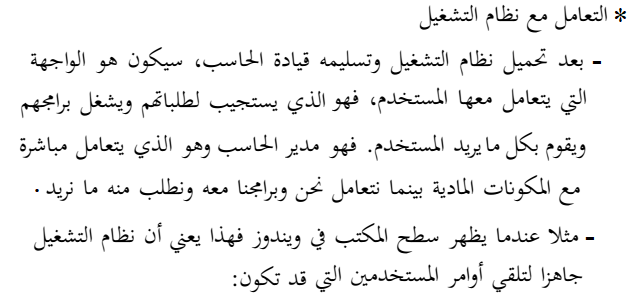 * التعامل مع نظام التشغيل
- بعد تحميل نظام التشغيل وتسليمه قيادة الحاسب، سيكون هو الواجهة
التي يتعامل معها المستخدم، فهو الذي يستجيب لطلباتهم ويشغل برامجهم
ويقوم بكل ما يريد المستخدم. فهو مدير الحاسب وهو الذي يتعامل مباشرة
مع المكونات المادية بينما نتعامل نحن وبرامجنا معه ونطلب منه ما نريد.
- مثلا عندما يظهر سطح المكتب في ويندوز فهذا يعني أن نظام التشغيل
جاهزا لتلقي أوامر المستخدمين التي قد تكون: